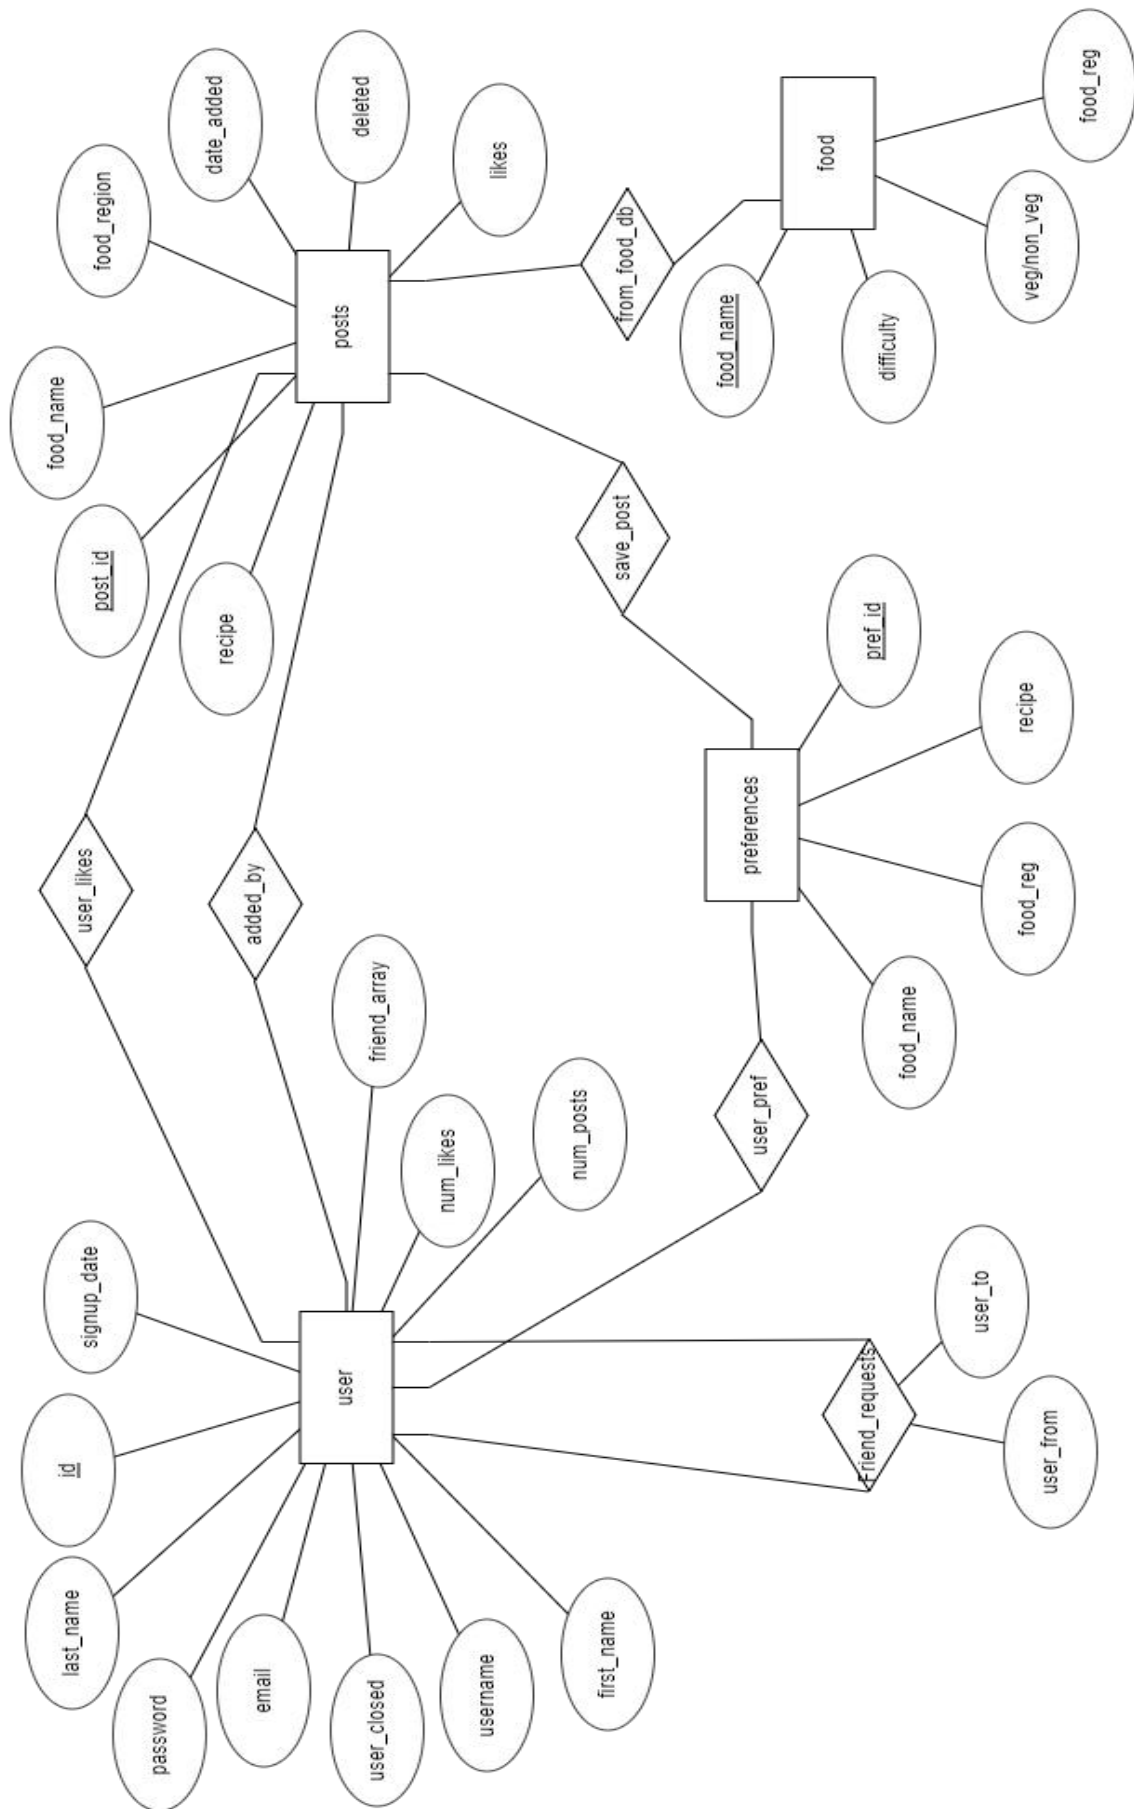 food_name
last_name
id
signup_date
user_likes
post_id
food_region
password
date_added
recipe
added_by
email
user
posts
deleted
user_closed
friend_array
num_likes
username
likes
num_posts
first_name
save_post
from_food_db
food_name
user_pref
preferences
food
Friend_requests
pref_id
difficulty
food_name
user_to
food_reg
recipe
veg/non_veg
user_from
food_reg